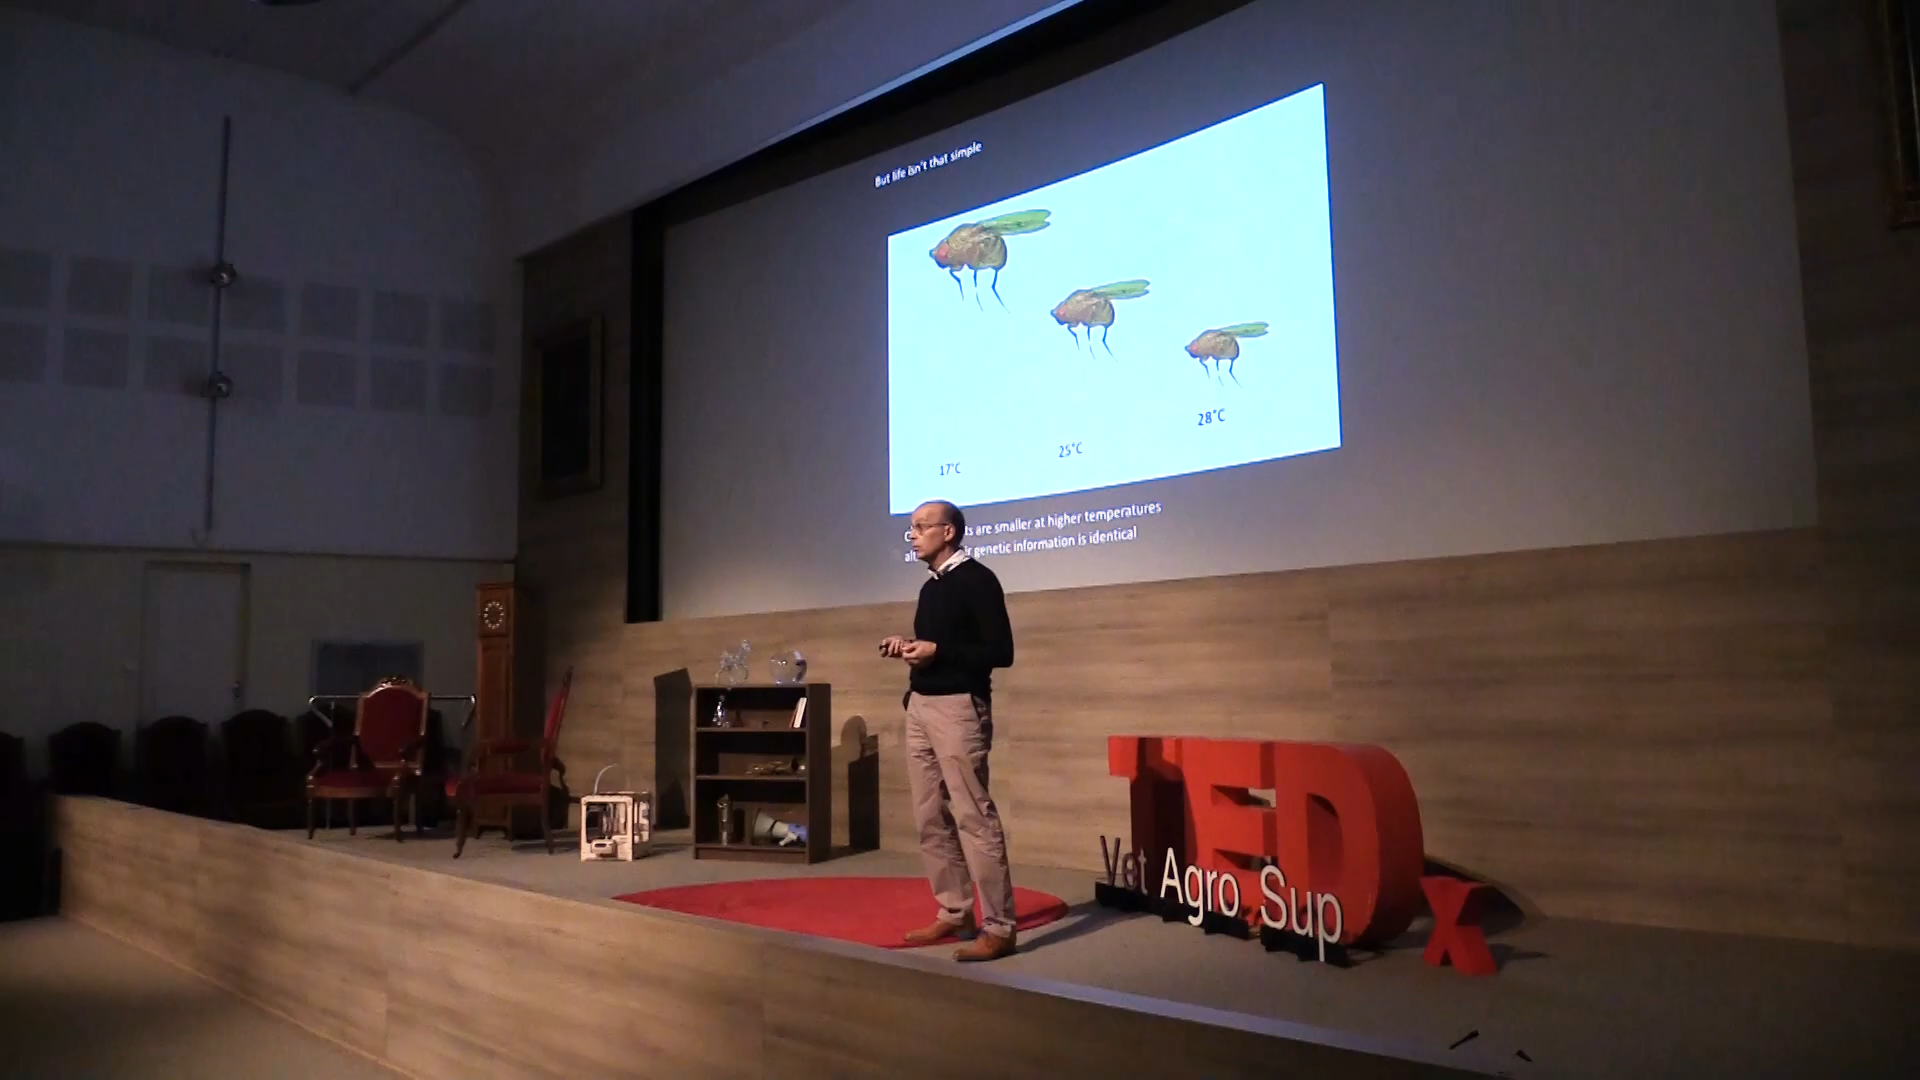 But life isn't that simple
28°C
25°C
17°C
are smaller at higher temperatures
genetic information is identical
TEDx
Vet Agro Sup